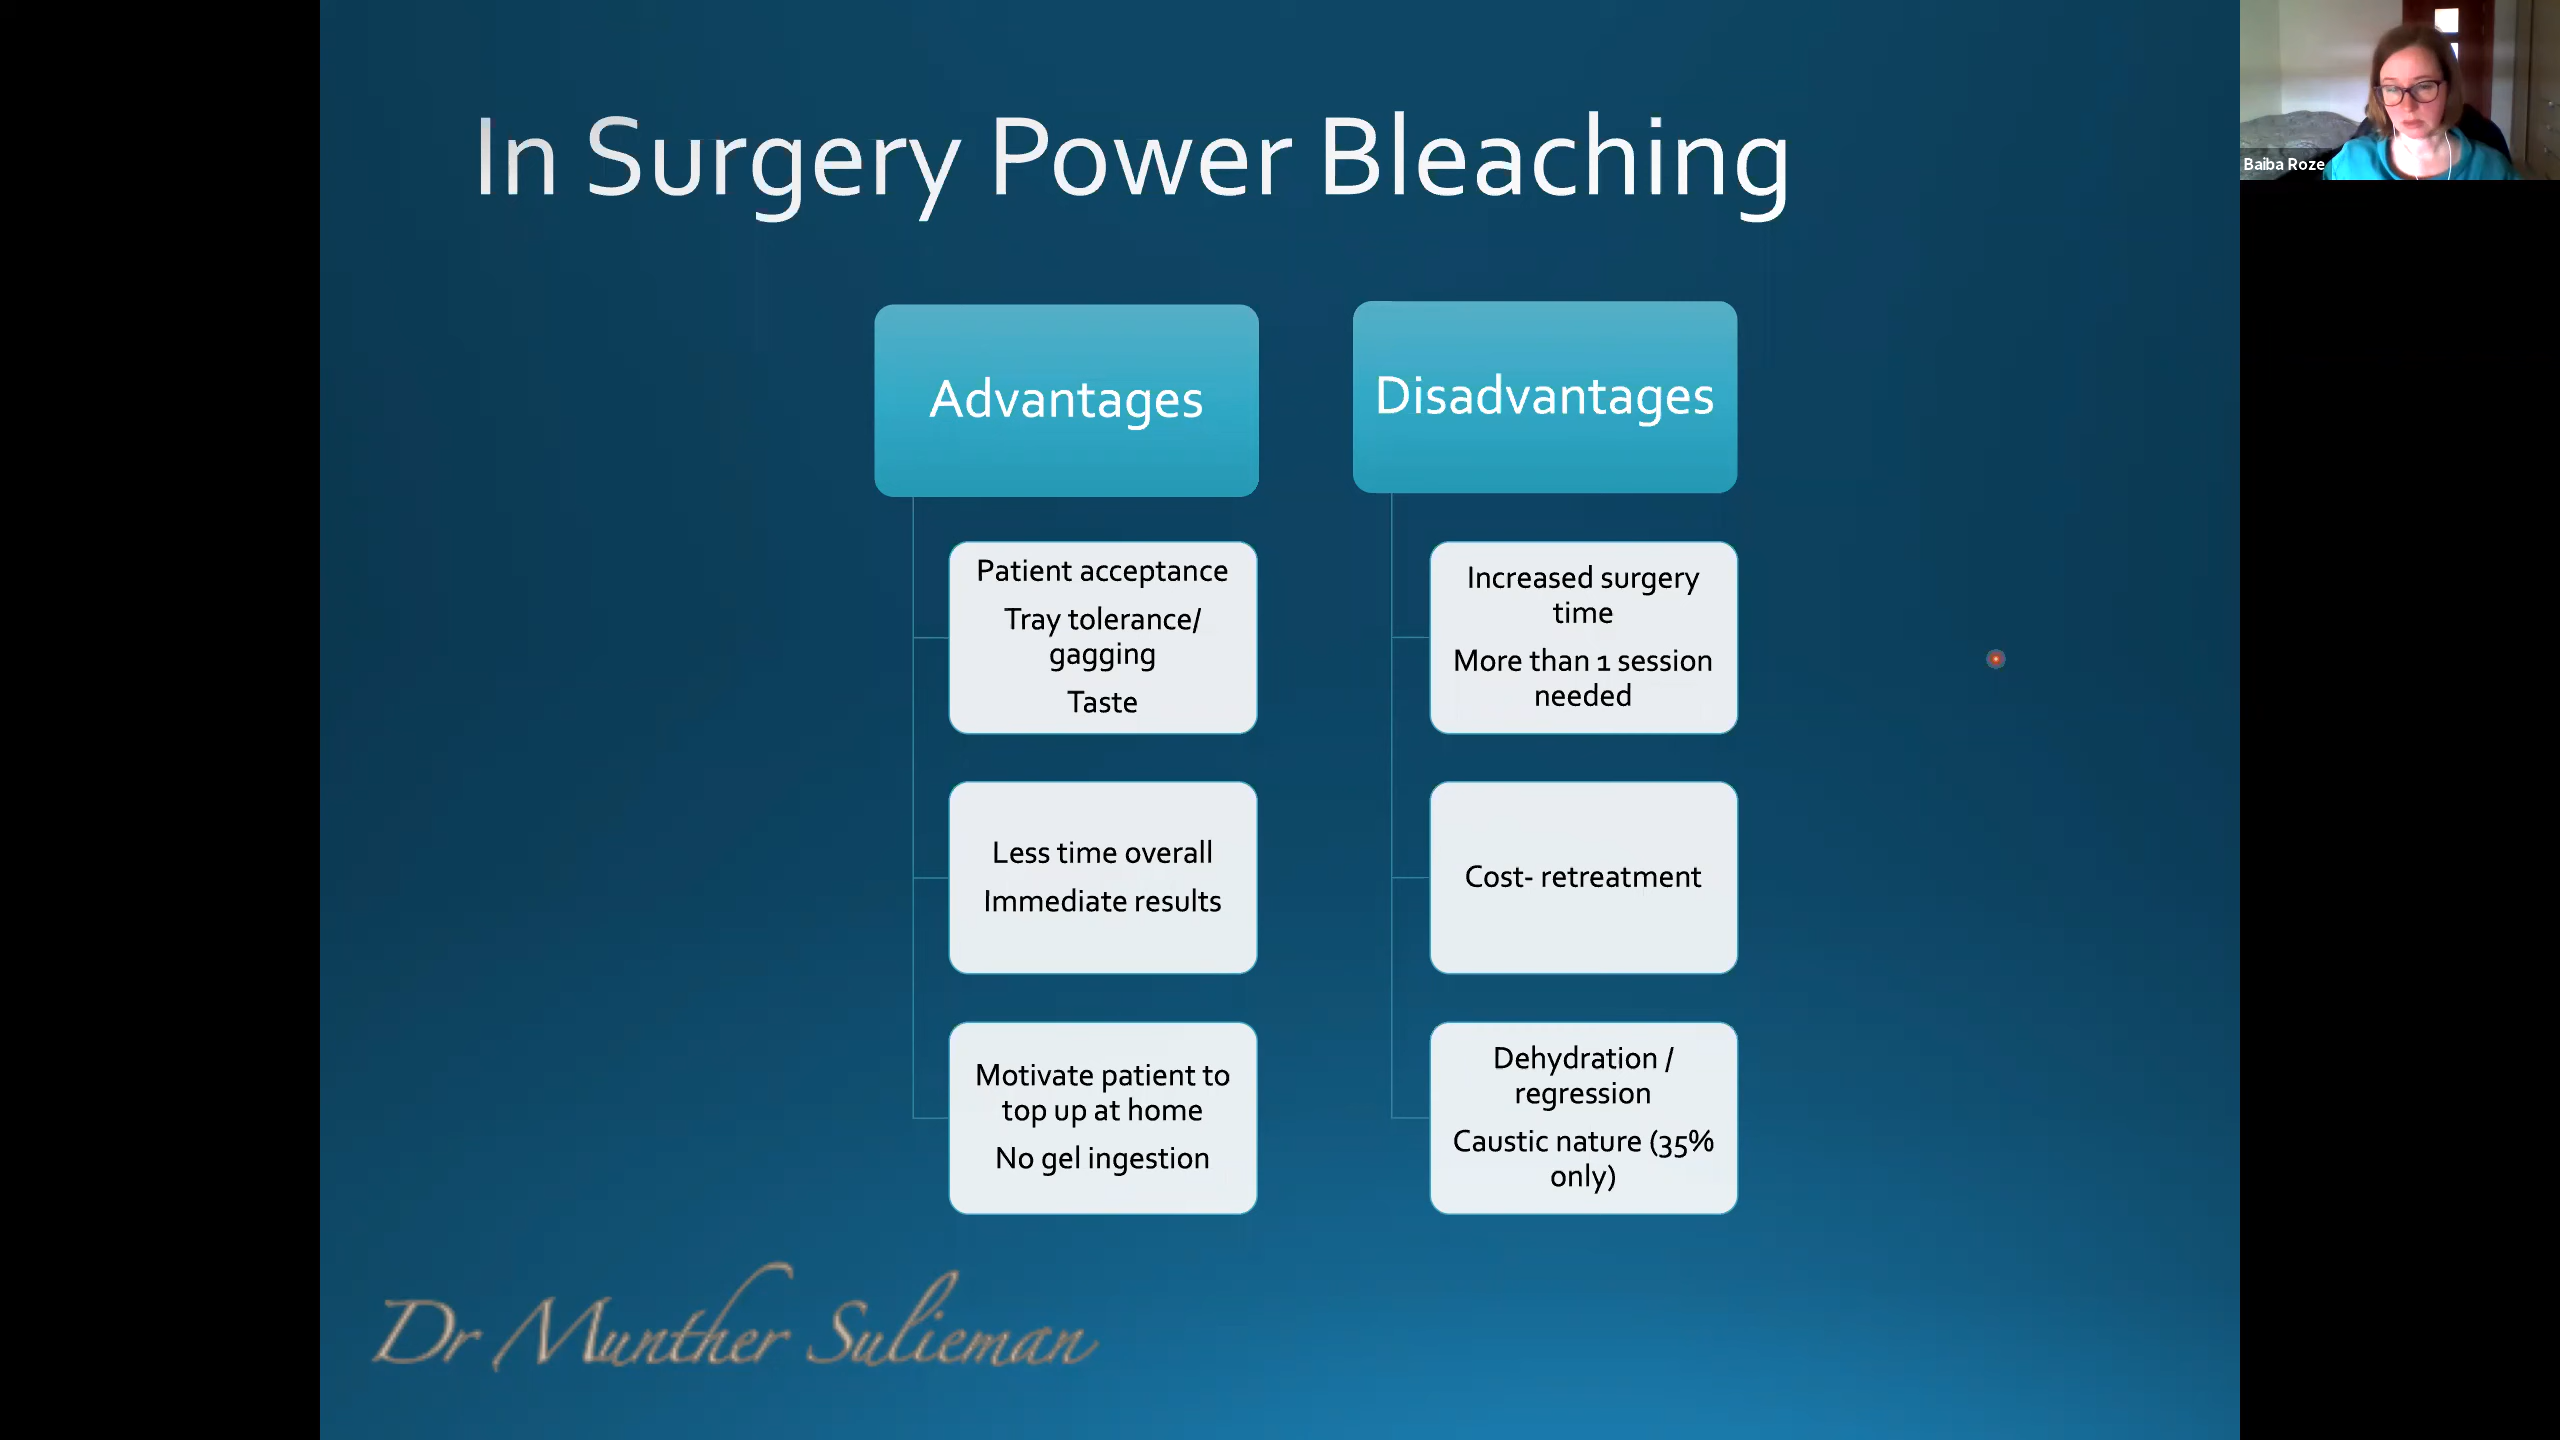 In Surgery Power Bleaching
Baiba Roze
Advantages
Patient acceptance
Tray tolerance/
gagging
Taste
Less time overall
Immediate results
Motivate patient to
top up at home
No gel ingestion
Disadvantages
Increased surgery
time
More than 1 session
needed
Cost- retreatment
Dehydration /
regression
Caustic nature (35%
only)
Dr Munther Sulieman